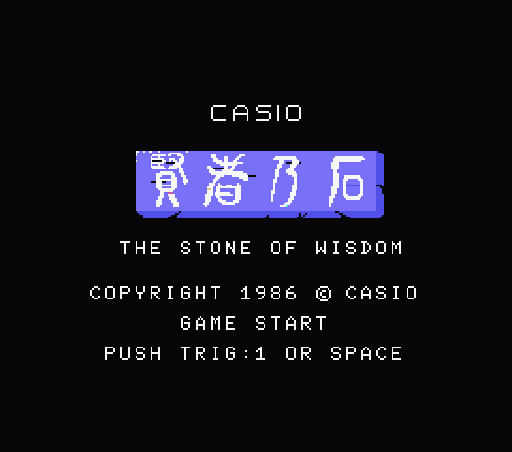 CASIO
賢者乃石
THE STONE OF WISDOM
COPYRIGHT 1986 © CASIO
GAME START
PUSH TRIG:1 OR SPACE